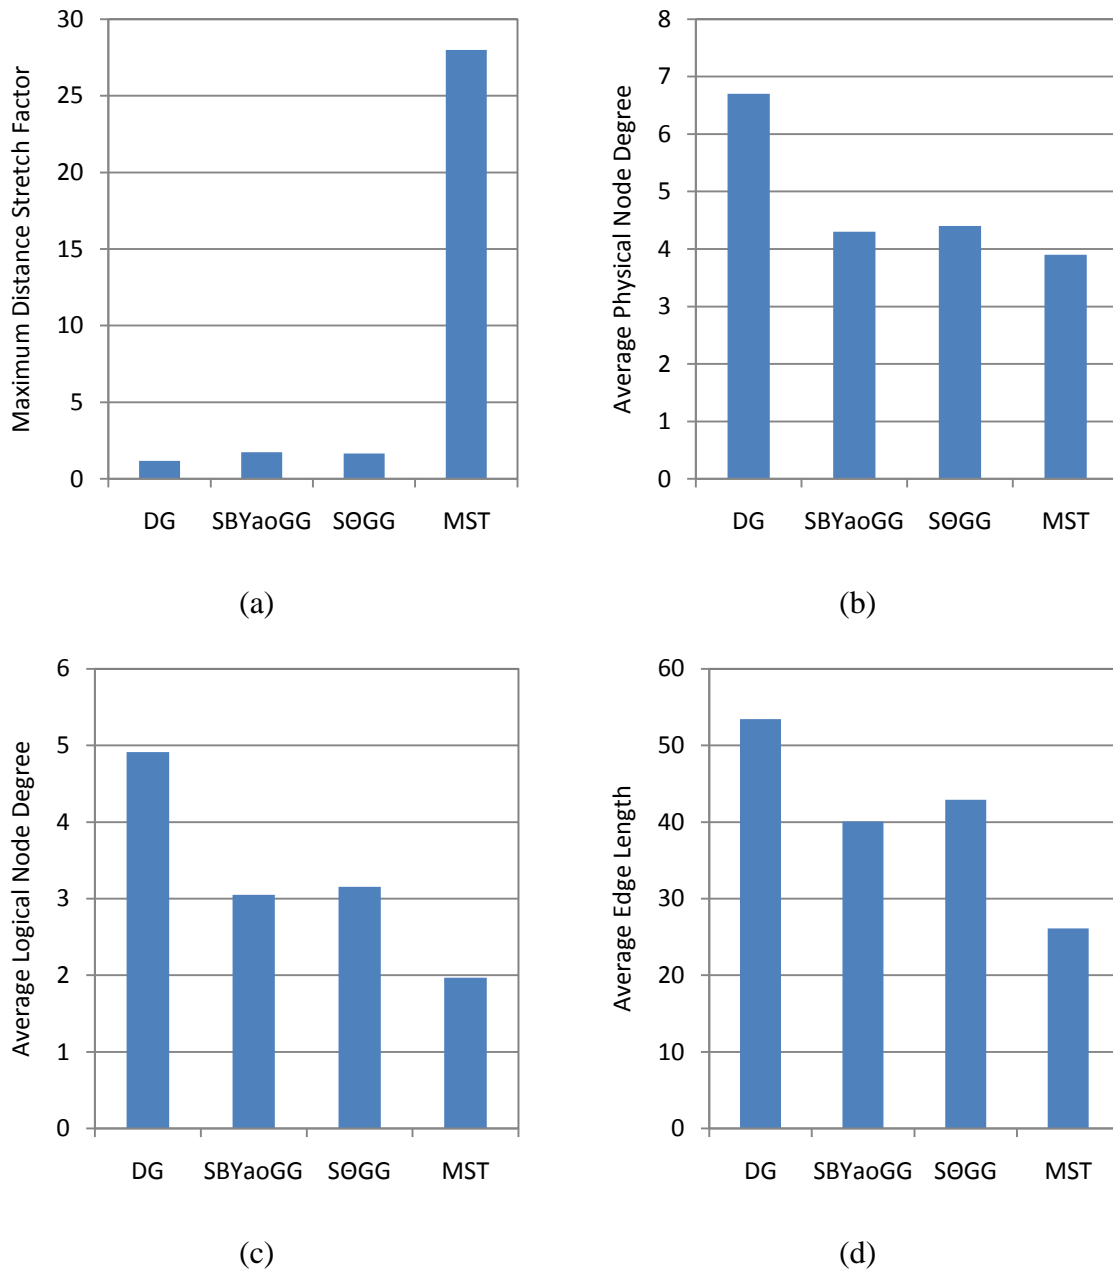 Maximum Distance Stretch Factor
30
25
20
15
10
5
0
DG SBYaoGG SΘGG MST
(a)
Average Physical Node Degree
8
7
6
5
4
3
2
1
0
DG SBYaoGG SΘGG MST
(b)
Average Logical Node Degree
6
5
4
3
2
1
0
DG SBYaoGG SΘGG MST
(c)
Average Edge Length
60
50
40
30
20
10
0
DG SBYaoGG SΘGG MST
(d)